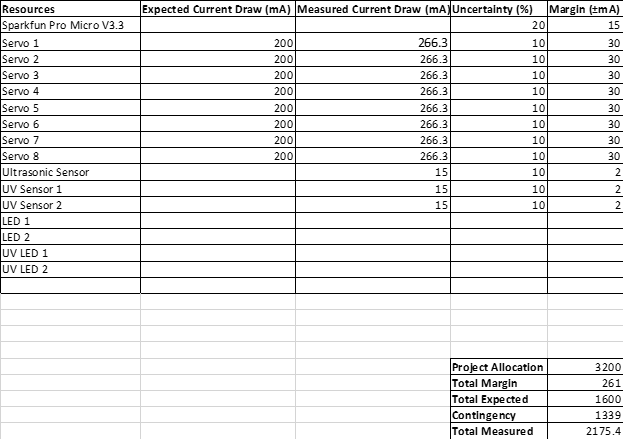 Resources Expected Current Draw (mA) Measured Current Draw (mA) Uncertainty (%) Margin (±mA)
Sparkfun Pro Micro V3.3 20 15
Servo 1 200 266.3 10 30
Servo 2 200 266.3 10 30
Servo 3 200 266.3 10 30
Servo 4 200 266.3 10 30
Servo 5 200 266.3 10 30
Servo 6 200 266.3 10 30
Servo 7 200 266.3 10 30
Servo 8 200 266.3 10 30
Ultrasonic Sensor 15 10 2
UV Sensor 1 15 10 2
UV Sensor 2 15 10 2
LED 1
LED 2
UV LED 1
UV LED 2
Project Allocation 3200
Total Margin 261
Total Expected 1600
Contingency 1339
Total Measured 2175.4